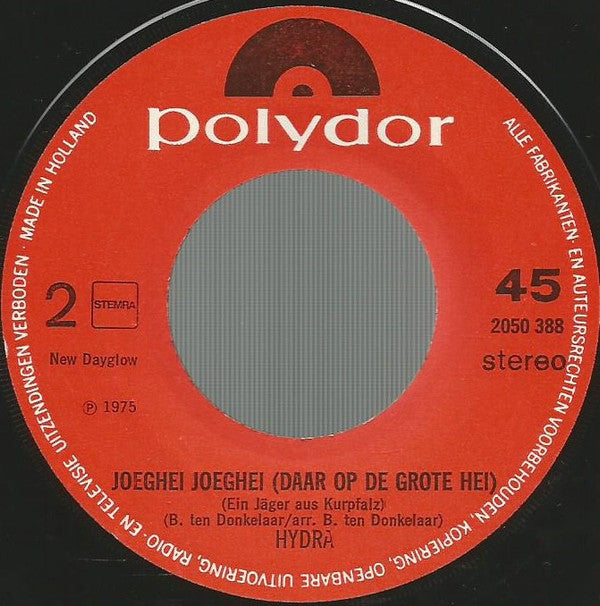 polydor
MADE IN HOLLAND
ALLE FABRIKANTEN- EN AUTEURSRECHTEN VOORBEHOUDEN, KOPIERING, OPENBARE UITVOERING, RADIO- EN TELEVISIE UITZENDINGEN VERBODEN ·
2
STEMRA
45
2050 388
stereo
New Dayglow
℗ 1975
JOEGHEI JOEGHEI (DAAR OP DE GROTE HEI)
(Ein Jäger aus Kurpfalz)
(B. ten Donkelaar/arr. B. ten Donkelaar)
HYDRA